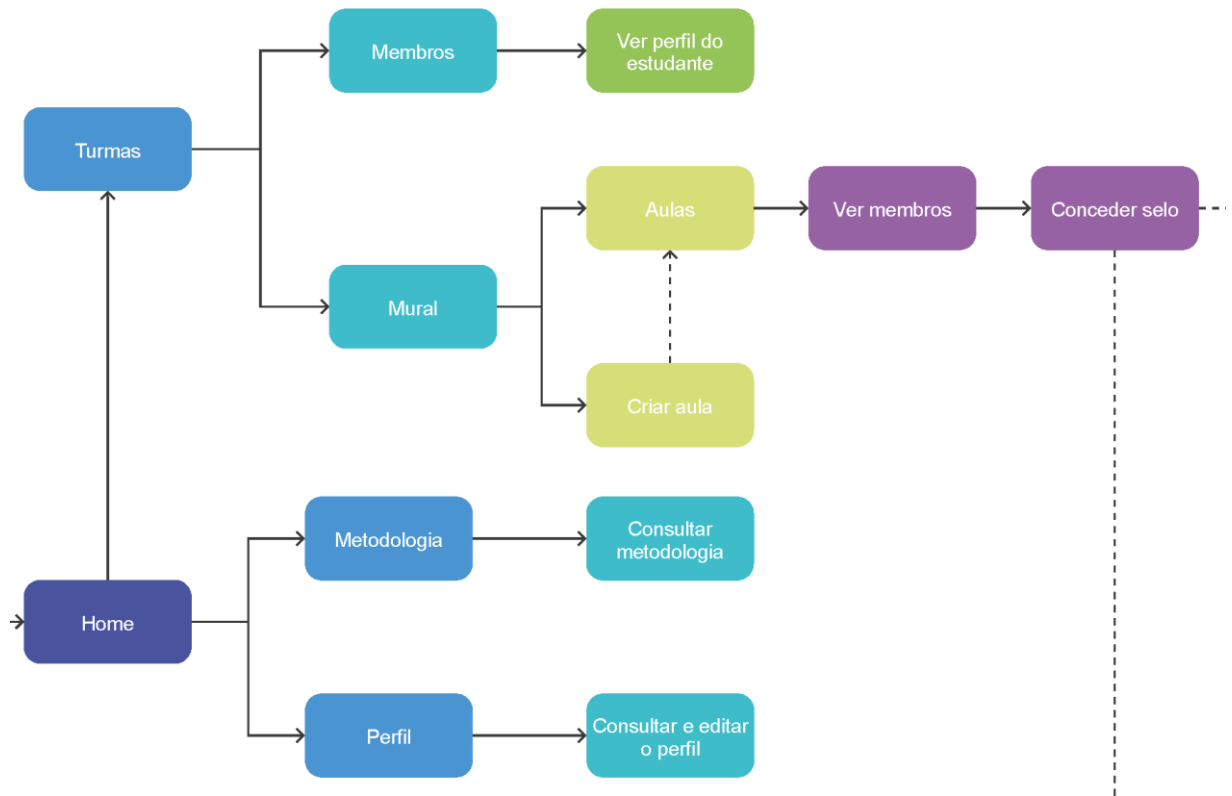 Membros
Ver perfil do
estudante
Turmas
Aulas
Ver membros
Conceder selo
Mural
Criar aula
Metodologia
Consultar
metodologia
Home
Perfil
Consultar e editar
o perfil